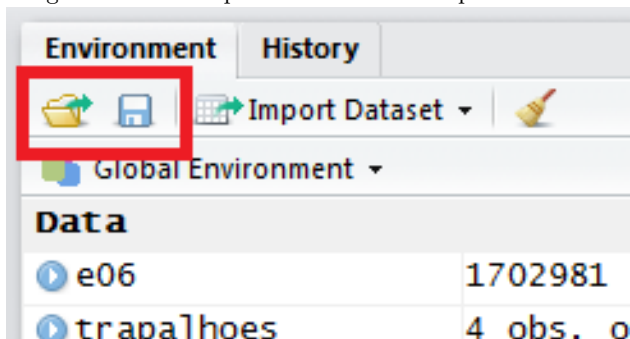 Environment History
Import Dataset
Global Environment
Data
e06 1702981
trapalhoes 4 obs. o